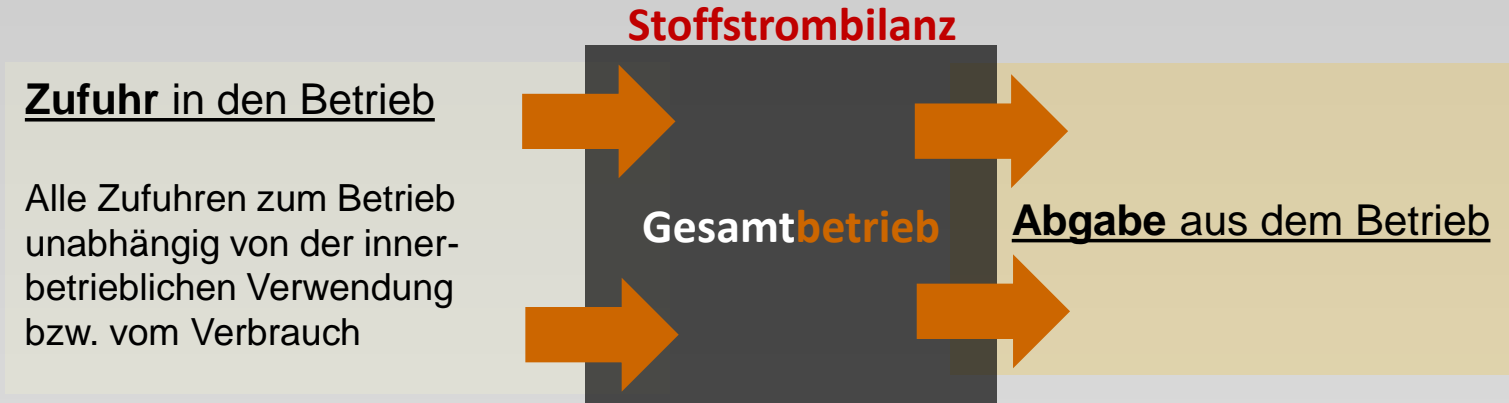 Stoffstrombilanz
Zufuhr in den Betrieb
Alle Zufuhren zum Betrieb
unabhängig von der inner-
betrieblichen Verwendung
bzw. vom Verbrauch
Gesamtbetrieb
Abgabe aus dem Betrieb